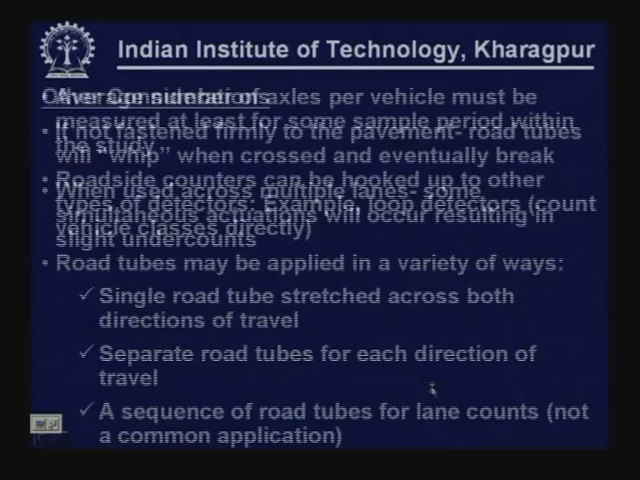 Indian Institute of Technology, Kharagpur
Other Considerations
• Average number of axles per vehicle must be
measured at least for some sample period within
the study
• If not fastened firmly to the pavement- road tubes
will “whip” when crossed and eventually break
• Roadside counters can be hooked up to other
types of detectors: Example, loop detectors (count
vehicle classes directly)
• When used across multiple lanes- some
simultaneous actuations will occur resulting in
slight undercounts
• Road tubes may be applied in a variety of ways:
✓ Single road tube stretched across both
directions of travel
✓ Separate road tubes for each direction of
travel
✓ A sequence of road tubes for lane counts (not
a common application)